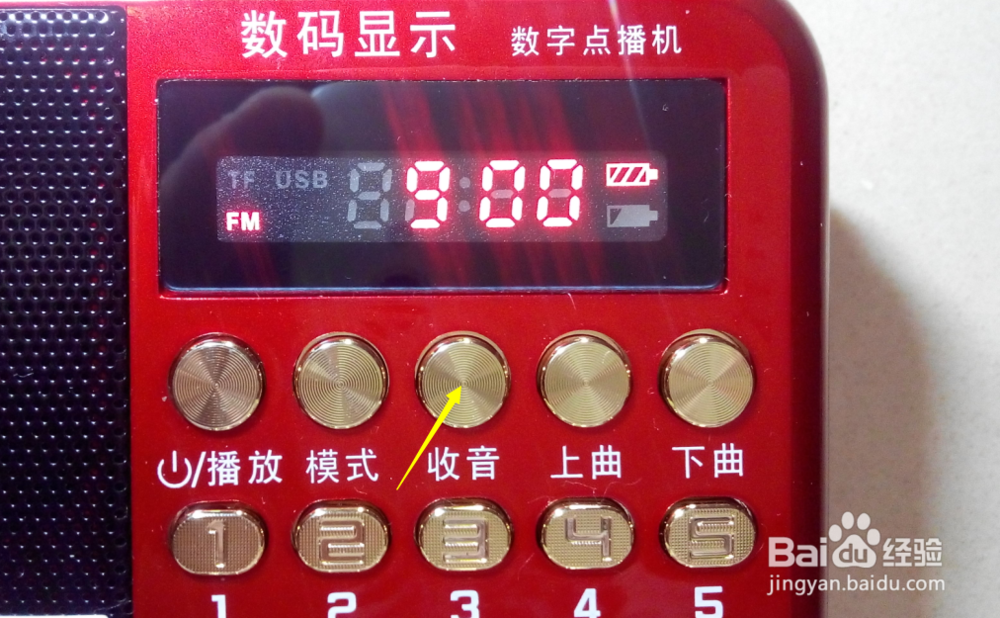 数码显示 数字点播机
TF USB
FM 900
⏻/播放 模式 收音 上曲 下曲
1 2 3 4 5
1 2 3 4 5
Baidu经验
jingyan.baidu.com